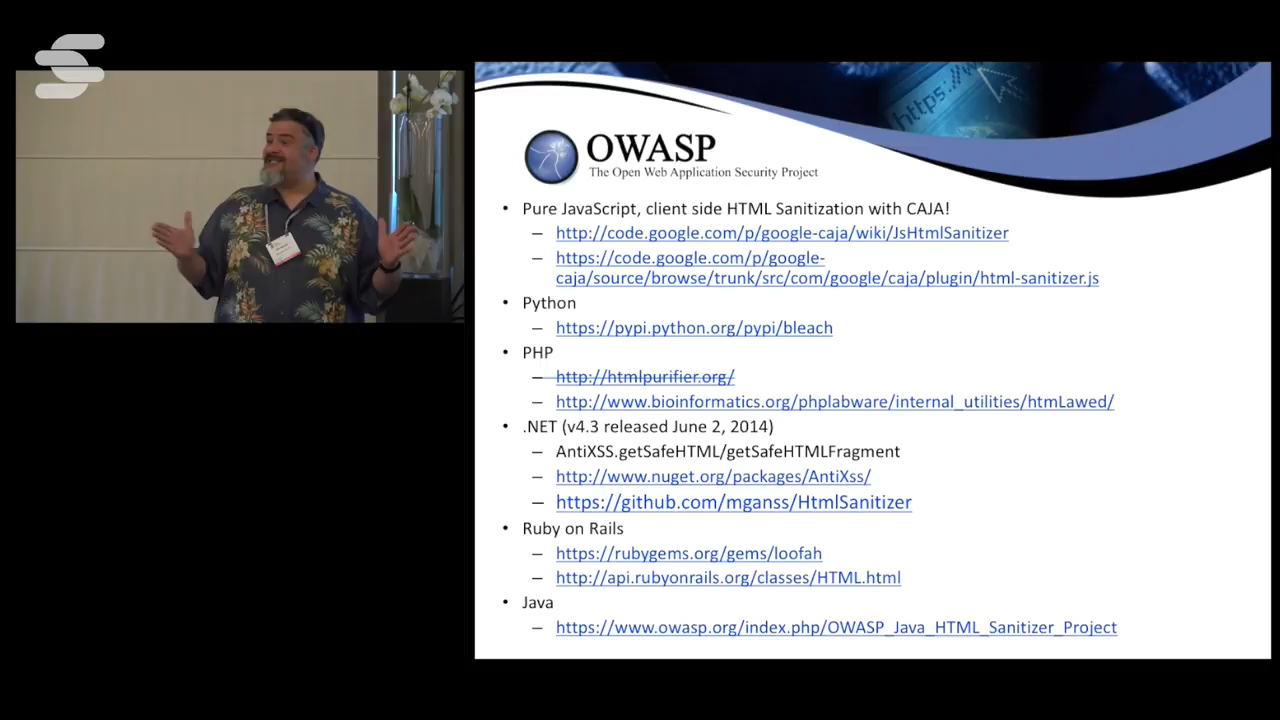 https://w
OWASP
The Open Web Application Security Project
• Pure JavaScript, client side HTML Sanitization with CAJA!
– http://code.google.com/p/google-caja/wiki/JsHtmlSanitizer
– https://code.google.com/p/google-
caja/source/browse/trunk/src/com/google/caja/plugin/html-sanitizer.js
• Python
– https://pypi.python.org/pypi/bleach
• PHP
– http://htmlpurifier.org/
– http://www.bioinformatics.org/phplabware/internal_utilities/htmLawed/
• .NET (v4.3 released June 2, 2014)
– AntiXSS.getSafeHTML/getSafeHTMLFragment
– http://www.nuget.org/packages/AntiXss/
– https://github.com/mganss/HtmlSanitizer
• Ruby on Rails
– https://rubygems.org/gems/loofah
– http://api.rubyonrails.org/classes/HTML.html
• Java
– https://www.owasp.org/index.php/OWASP_Java_HTML_Sanitizer_Project